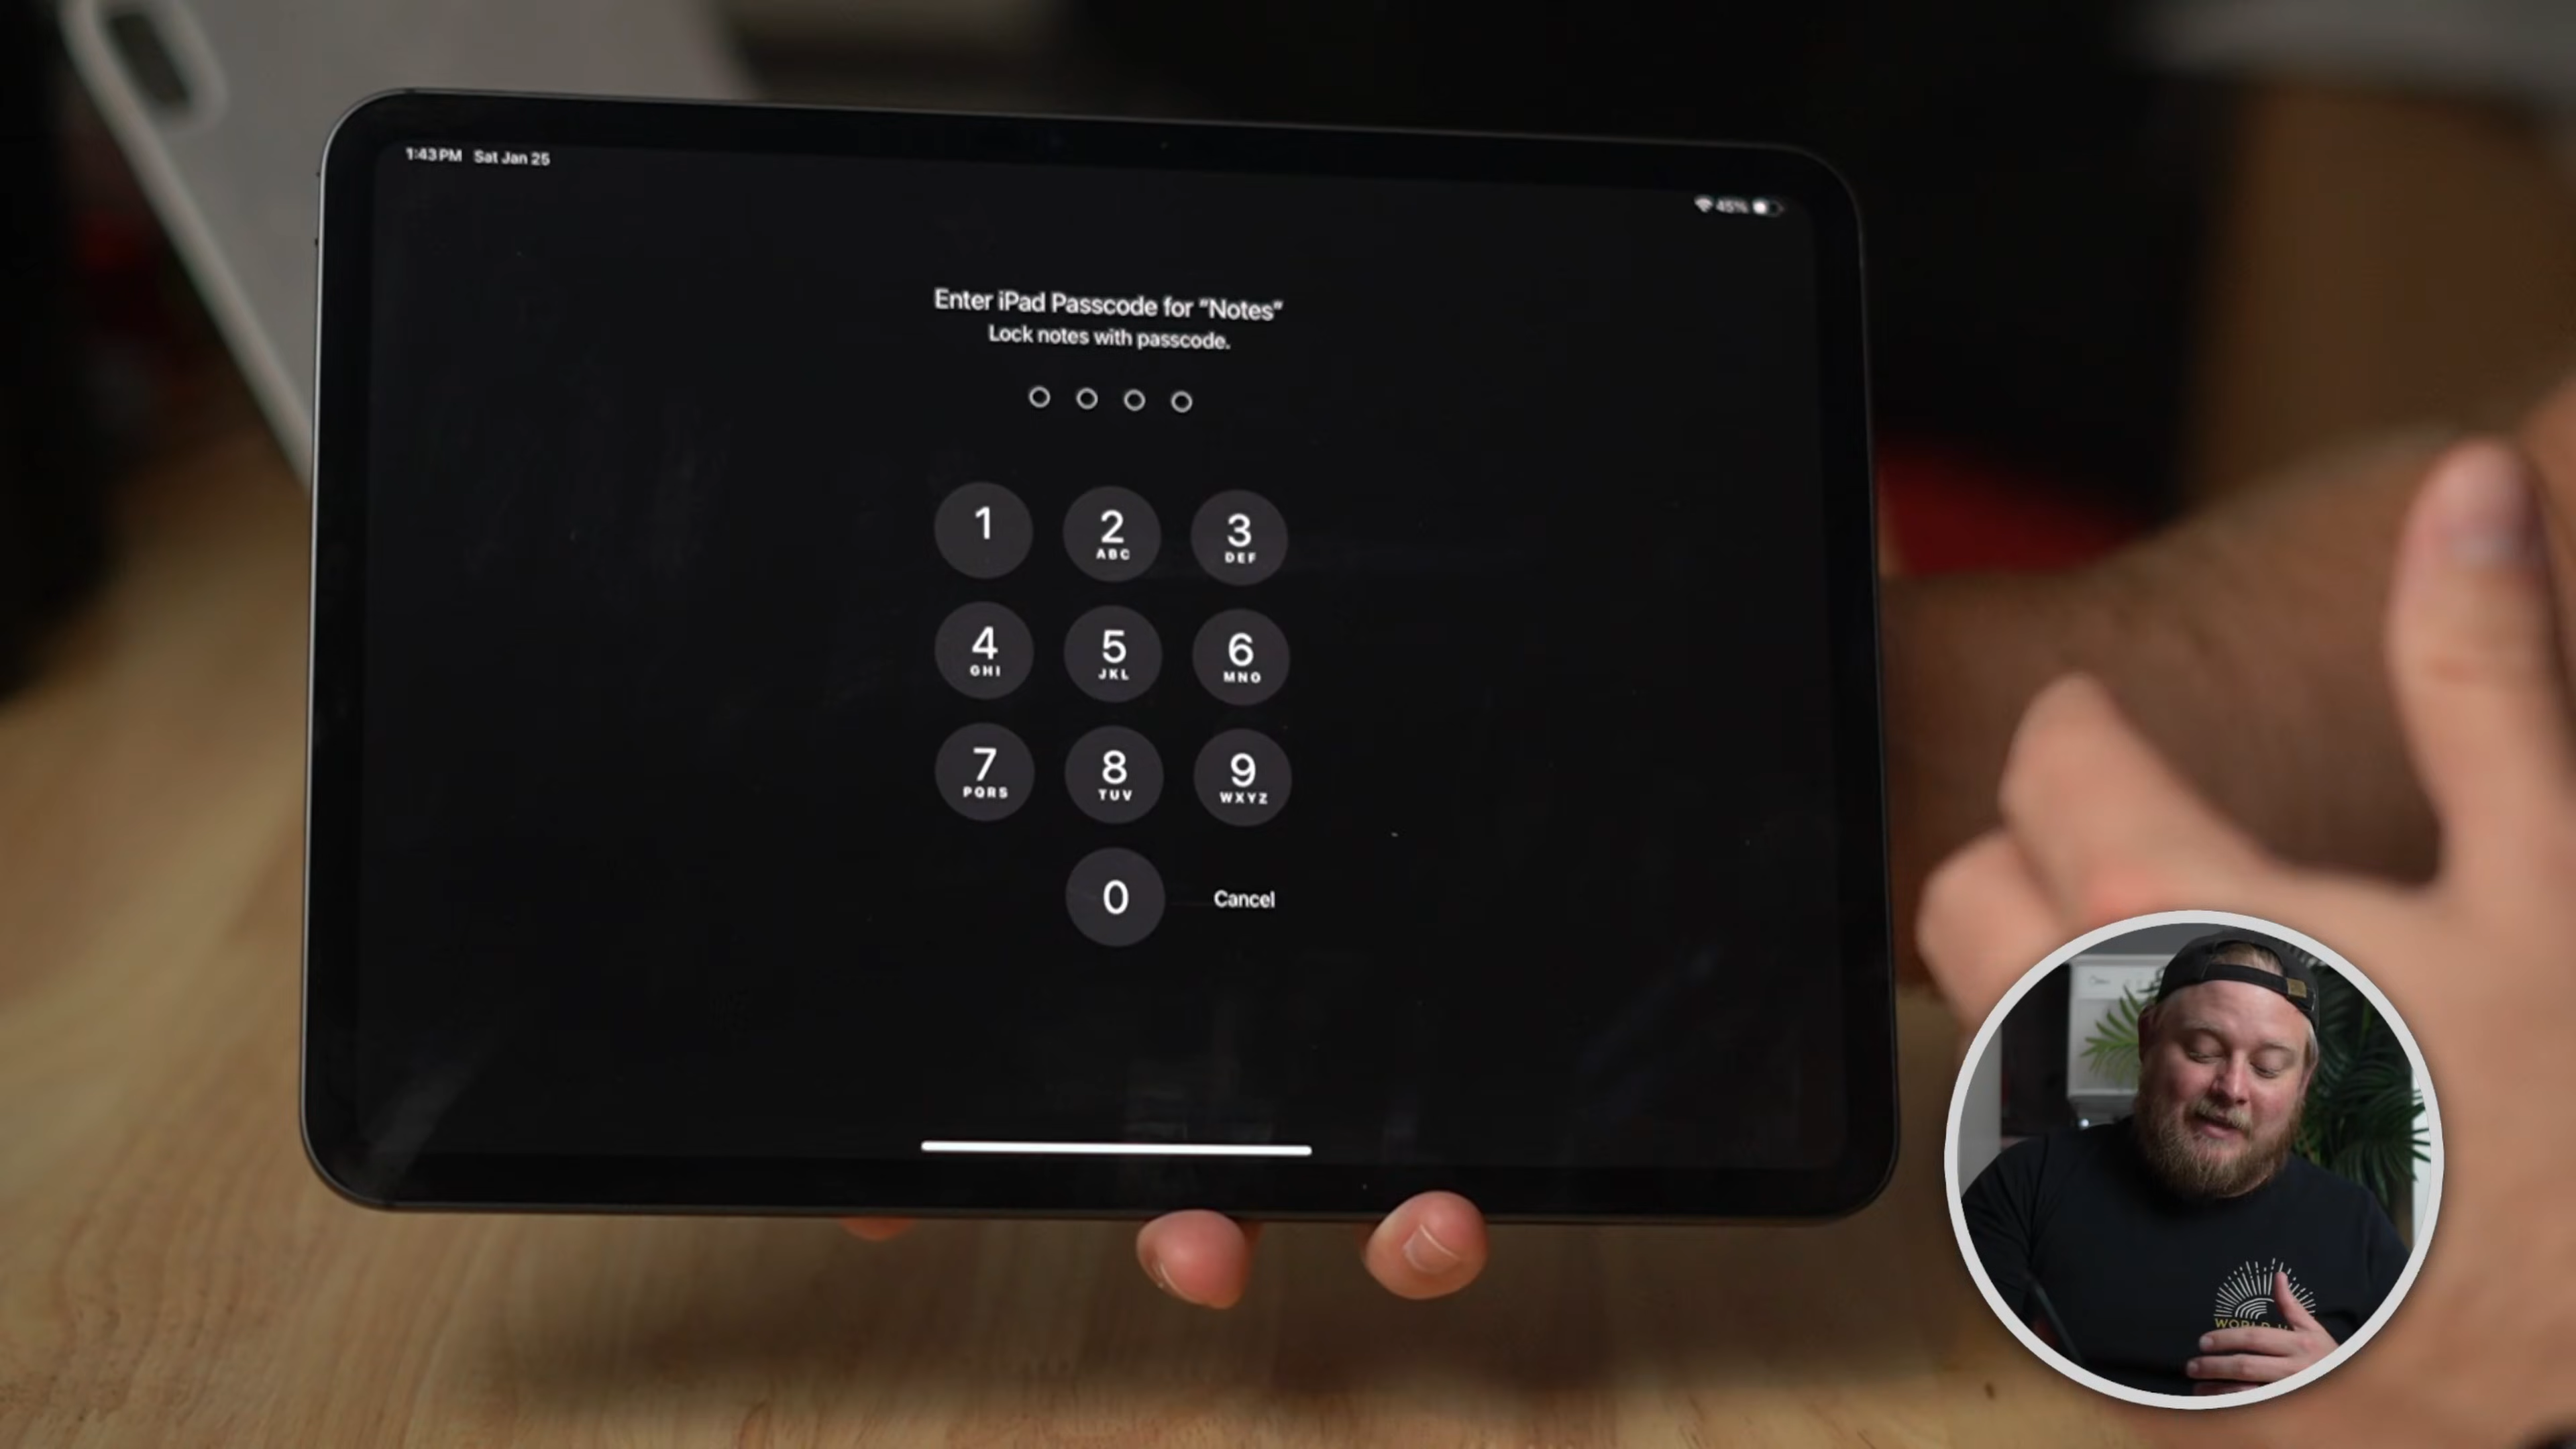 1:43 PM Sat Jan 25
45%
Enter iPad Passcode for "Notes"
Lock notes with passcode.
1
2
ABC
3
DEF
4
GHI
5
JKL
6
MNO
7
PQRS
8
TUV
9
WXYZ
0
Cancel
WORLD